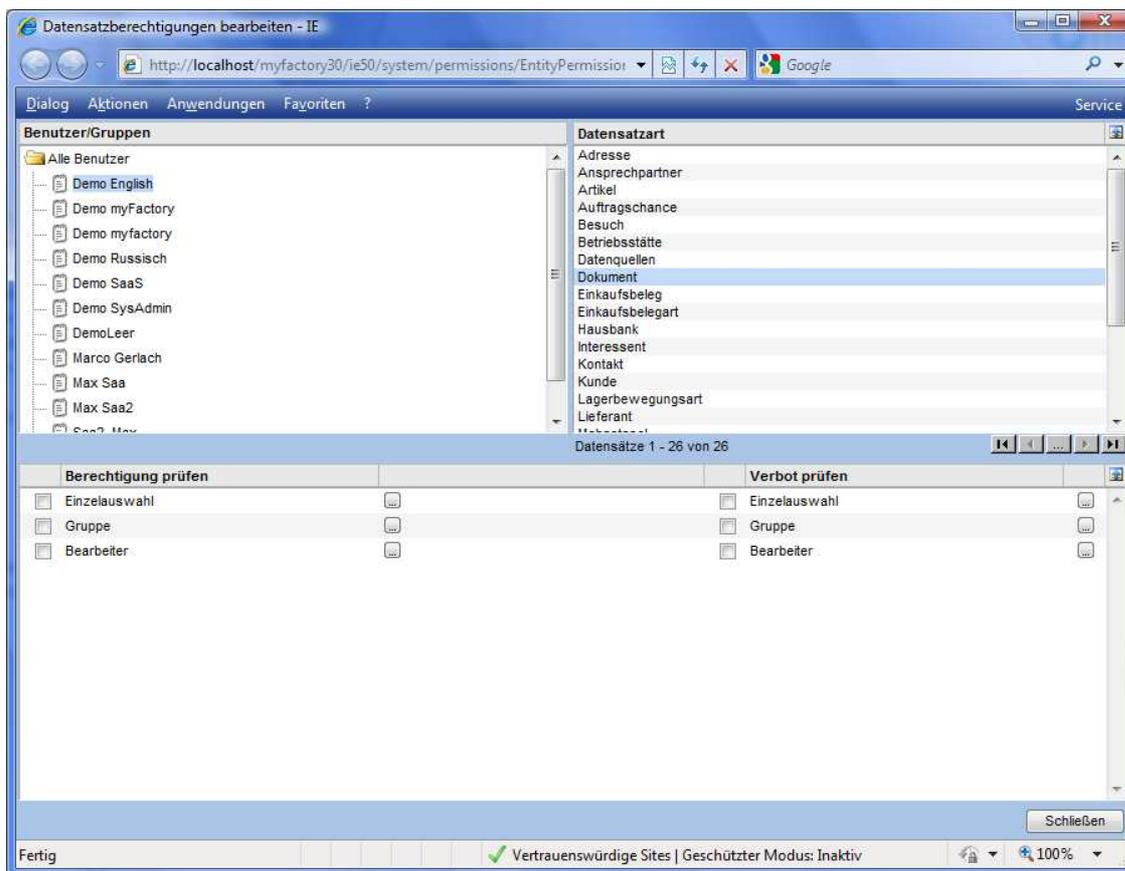 Datensatzberechtigungen bearbeiten - IE
http://localhost/myfactory30/ie50/system/permissions/EntityPermission
Google
Dialog Aktionen Anwendungen Favoriten ?
Service
Benutzer/Gruppen
Alle Benutzer
Demo English
Demo myFactory
Demo myfactory
Demo Russisch
Demo SaaS
Demo SysAdmin
DemoLeer
Marco Gerlach
Max Saa
Max Saa2
Saa2, Max
Datensatzart
Adresse
Ansprechpartner
Artikel
Auftragschance
Besuch
Betriebsstätte
Datenquellen
Dokument
Einkaufsbeleg
Einkaufsbelegart
Hausbank
Interessent
Kontakt
Kunde
Lagerbewegungsart
Lieferant
Datensätze 1 - 26 von 26
...
Berechtigung prüfen
Verbot prüfen
Einzelauswahl ... Einzelauswahl ...
Gruppe ... Gruppe ...
Bearbeiter ... Bearbeiter ...
Schließen
Fertig
Vertrauenswürdige Sites | Geschützter Modus: Inaktiv
100%